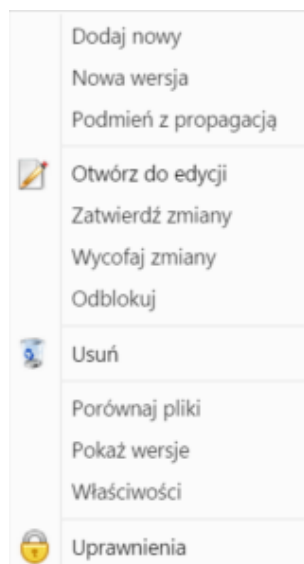 Dodaj nowy
Nowa wersja
Podmień z propagacją
Otwórz do edycji
Zatwierdź zmiany
Wycofaj zmiany
Odblokuj
Usuń
Porównaj pliki
Pokaż wersje
Właściwości
Uprawnienia